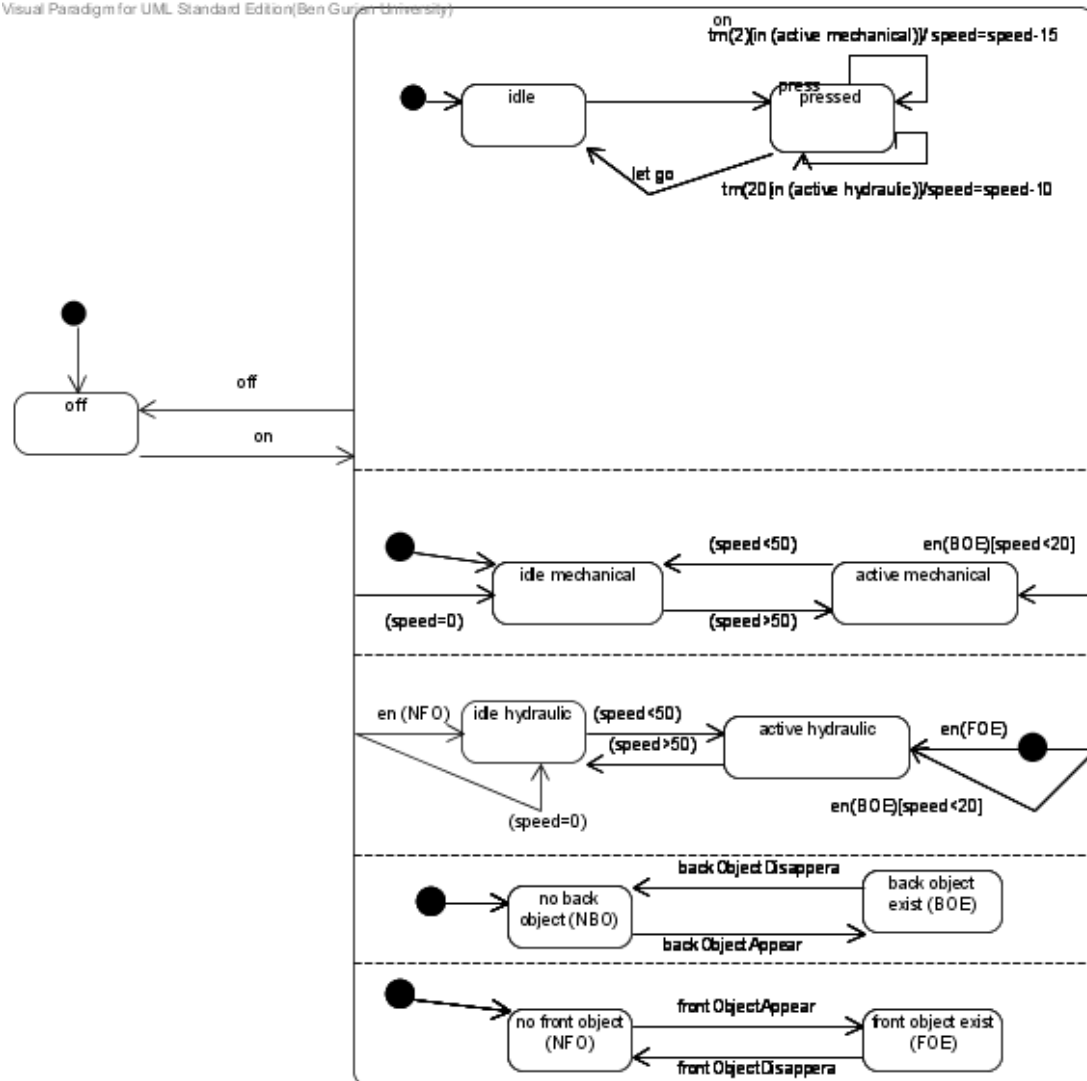 Visual Paradigm for UML Standard Edition(Ben Gurion University)
on
tm(2)[in (active mechanical)]/ speed=speed-15
idle
press
pressed
let go
tm(20[in (active hydraulic)]/speed=speed-10
off
off
on
(speed<50)
en(BOE)[speed<20]
idle mechanical
active mechanical
(speed=0)
(speed>50)
en (NFO)
idle hydraulic
(speed<50)
(speed>50)
active hydraulic
en(FOE)
(speed=0)
en(BOE)[speed<20]
back Object Disappera
no back
object (NBO)
back object
exist (BOE)
back Object Appear
no front object
(NFO)
front Object Appear
front object exist
(FOE)
front Object Disappera